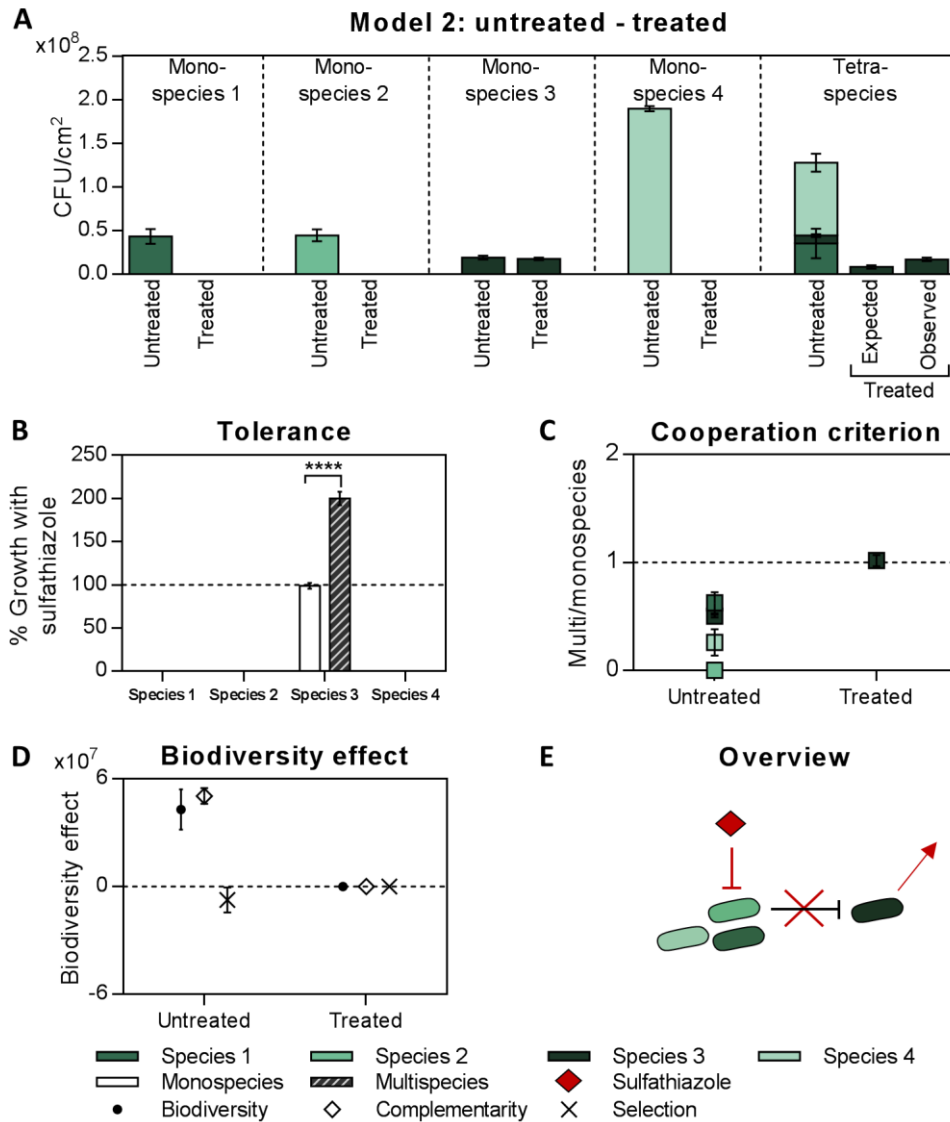 A
Model 2: untreated - treated
x10⁸
CFU/cm²
2.5
2.0
1.5
1.0
0.5
0.0
Mono-
species 1
Mono-
species 2
Mono-
species 3
Mono-
species 4
Tetra-
species
Untreated
Treated
Untreated
Treated
Untreated
Treated
Untreated
Treated
Untreated
Expected
Observed
Treated
B
Tolerance
% Growth with
sulfathiazole
250
200
150
100
50
0
****
Species 1
Species 2
Species 3
Species 4
C
Cooperation criterion
Multi/monospecies
2
1
0
Untreated
Treated
D
x10⁷
Biodiversity effect
Biodiversity effect
6
0
-6
Untreated
Treated
E
Overview
Species 1
Species 2
Species 3
Species 4
Monospecies
Multispecies
Sulfathiazole
Biodiversity
Complementarity
Selection